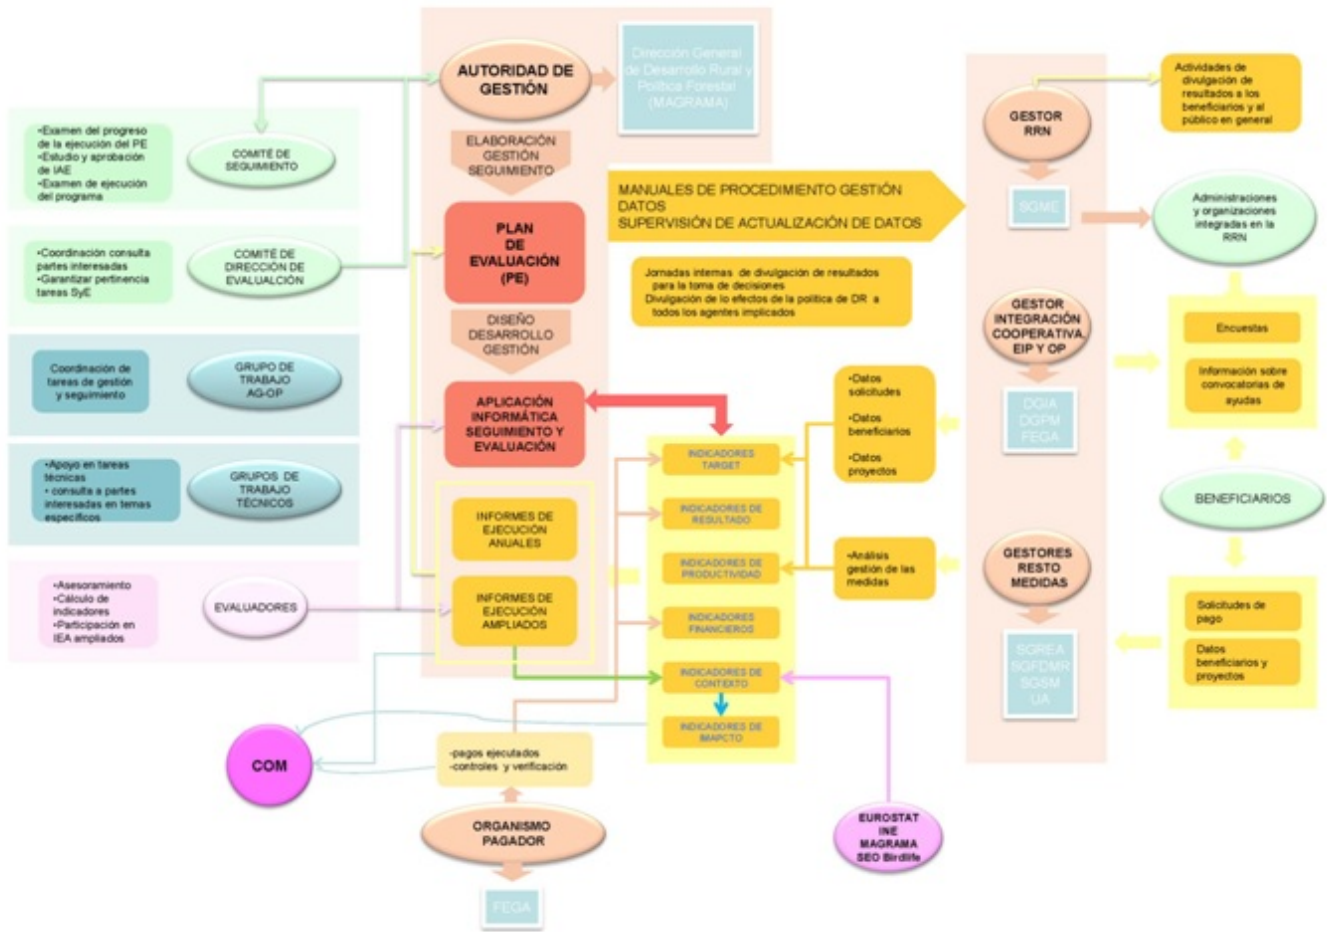 AUTORIDAD DE
GESTIÓN
Dirección General
de Desarrollo Rural y
Política Forestal
(MAGRAMA)
ELABORACIÓN
GESTIÓN
SEGUIMIENTO
•Examen del progreso
de la ejecución del PE
•Estudio y aprobación
de IAE
•Examen de ejecución
del programa
COMITÉ DE
SEGUIMIENTO
•Coordinación consulta
partes interesadas
•Garantizar pertinencia
tareas SyE
COMITÉ DE
DIRECCIÓN DE
EVALUALCIÓN
Coordinación de
tareas de gestión
y seguimiento
GRUPO DE
TRABAJO
AG-OP
•Apoyo en tareas
técnicas
• consulta a partes
interesadas en temas
específicos
GRUPOS DE
TRABAJO
TÉCNICOS
•Asesoramiento
•Cálculo de
indicadores
•Participación en
IEA ampliados
EVALUADORES
PLAN
DE
EVALUACIÓN
(PE)
DISEÑO
DESARROLLO
GESTIÓN
APLICACIÓN
INFORMÁTICA
SEGUIMIENTO Y
EVALUACIÓN
INFORMES DE
EJECUCIÓN
ANUALES
INFORMES DE
EJECUCIÓN
AMPLIADOS
MANUALES DE PROCEDIMIENTO GESTIÓN
DATOS
SUPERVISIÓN DE ACTUALIZACIÓN DE DATOS
Jornadas internas de divulgación de resultados
para la toma de decisiones
Divulgación de lo efectos de la política de DR a
todos los agentes implicados
•Datos
solicitudes
•Datos
beneficiarios
•Datos
proyectos
•Análisis
gestión de las
medidas
INDICADORES
TARGET
INDICADORES DE
RESULTADO
INDICADORES DE
PRODUCTIVIDAD
INDICADORES
FINANCIEROS
INDICADORES DE
CONTEXTO
INDICADORES DE
IMAPCTO
COM
-pagos ejecutados
-controles y verificación
ORGANISMO
PAGADOR
FEGA
EUROSTAT
INE
MAGRAMA
SEO Birdlife
GESTOR
RRN
SGME
GESTOR
INTEGRACIÓN
COOPERATIVA.
EIP Y OP
DGIA
DGPM
FEGA
GESTORES
RESTO
MEDIDAS
SGREA
SGFDMR
SGSM
UA
Actividades de
divulgación de
resultados a los
beneficiarios y al
público en general
Administraciones
y organizaciones
integradas en la
RRN
Encuestas
Información sobre
convocatorias de
ayudas
BENEFICIARIOS
Solicitudes de
pago
Datos
beneficiarios y
proyectos